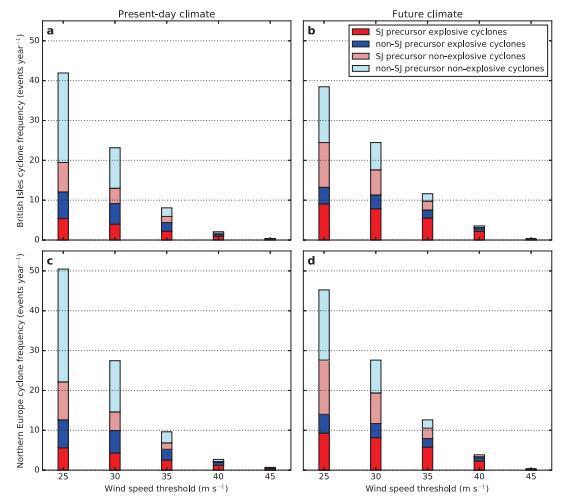 Present-day climate
Future climate
a
b
SJ precursor explosive cyclones
non-SJ precursor explosive cyclones
SJ precursor non-explosive cyclones
non-SJ precursor non-explosive cyclones
British Isles cyclone frequency (events year⁻¹)
50
40
30
20
10
0
c
d
Northern Europe cyclone frequency (events year⁻¹)
50
40
30
20
10
0
25 30 35 40 45
25 30 35 40 45
Wind speed threshold (m s⁻¹)
Wind speed threshold (m s⁻¹)